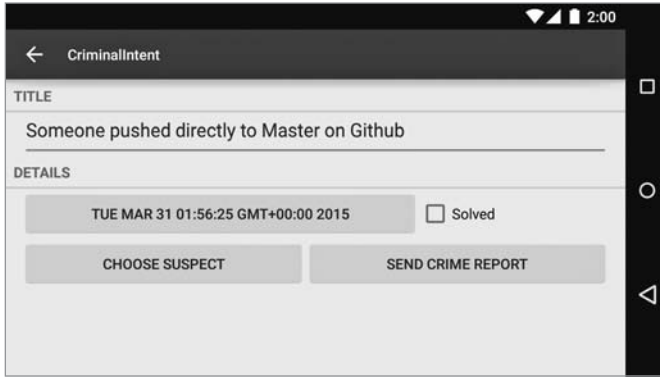 2:00
CriminalIntent
TITLE
Someone pushed directly to Master on Github
DETAILS
TUE MAR 31 01:56:25 GMT+00:00 2015 Solved
CHOOSE SUSPECT SEND CRIME REPORT